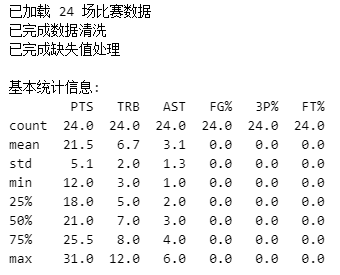 已加载 24 场比赛数据
已完成数据清洗
已完成缺失值处理

基本统计信息:
        PTS   TRB   AST   FG%   3P%   FT%
count  24.0  24.0  24.0  24.0  24.0  24.0
mean   21.5   6.7   3.1   0.0   0.0   0.0
std     5.1   2.0   1.3   0.0   0.0   0.0
min    12.0   3.0   1.0   0.0   0.0   0.0
25%    18.0   5.0   2.0   0.0   0.0   0.0
50%    21.0   7.0   3.0   0.0   0.0   0.0
75%    25.5   8.0   4.0   0.0   0.0   0.0
max    31.0  12.0   6.0   0.0   0.0   0.0